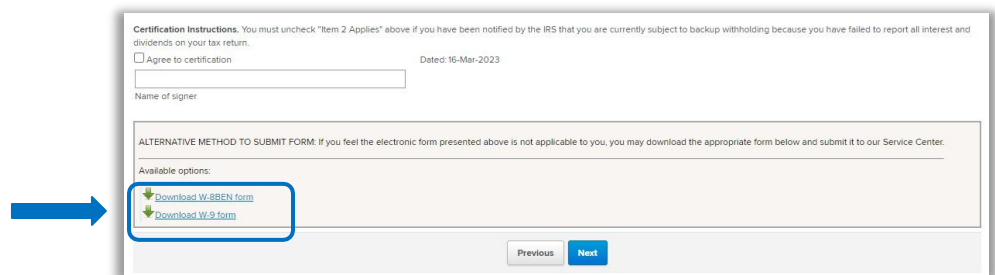 Certification Instructions. You must uncheck "Item 2 Applies" above if you have been notified by the IRS that you are currently subject to backup withholding because you have failed to report all interest and
dividends on your tax return.
Agree to certification Dated: 16-Mar-2023
Name of signer
ALTERNATIVE METHOD TO SUBMIT FORM: If you feel the electronic form presented above is not applicable to you, you may download the appropriate form below and submit it to our Service Center.
Available options:
Download W-8BEN form
Download W-9 form
Previous Next